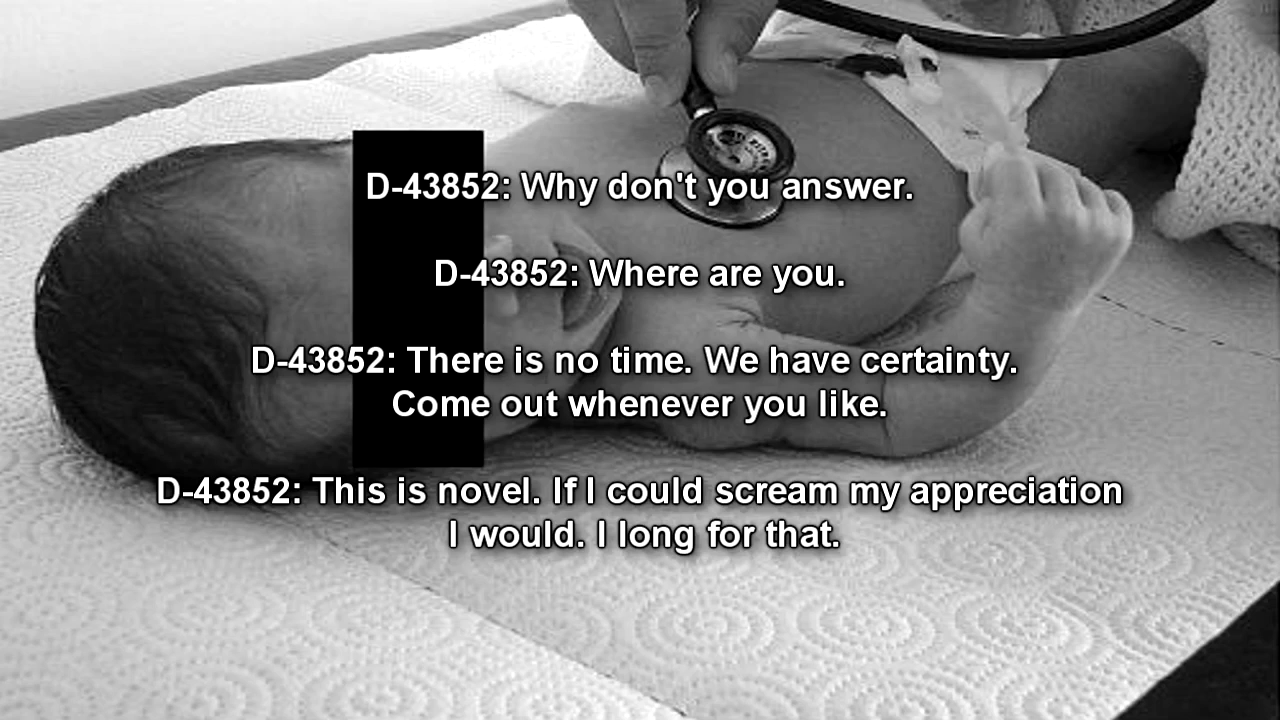 D-43852: Why don't you answer.
D-43852: Where are you.
D-43852: There is no time. We have certainty.
Come out whenever you like.
D-43852: This is novel. If I could scream my appreciation
I would. I long for that.